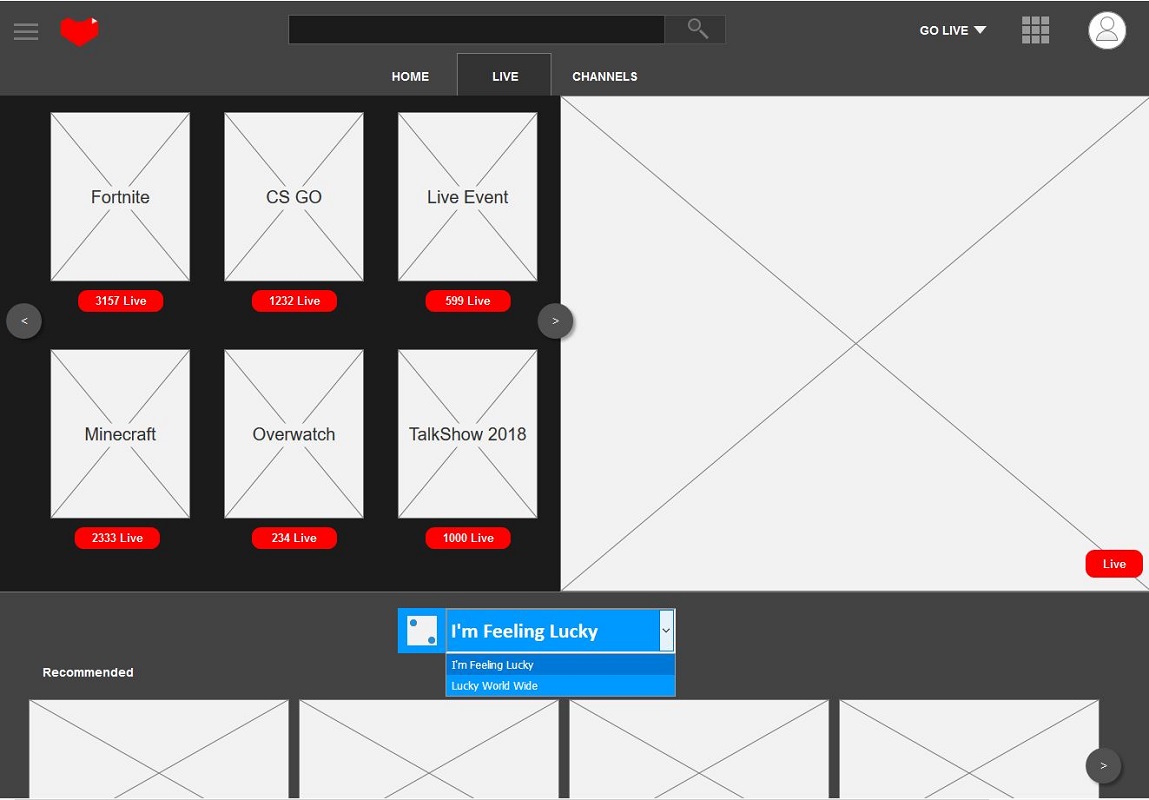 GO LIVE
HOME LIVE CHANNELS
Fortnite CS GO Live Event
3157 Live 1232 Live 599 Live
< >
Minecraft Overwatch TalkShow 2018
2333 Live 234 Live 1000 Live
Live
I'm Feeling Lucky
I'm Feeling Lucky
Lucky World Wide
Recommended
>